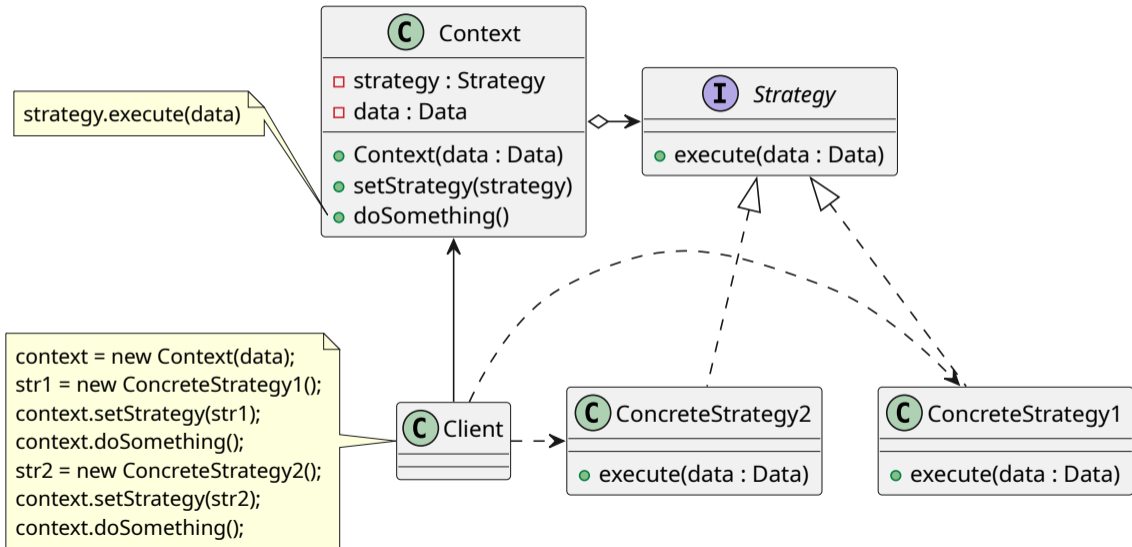 C Context
strategy : Strategy
data : Data
Context(data : Data)
setStrategy(strategy)
doSomething()
strategy.execute(data)
I Strategy
execute(data : Data)
context = new Context(data);
str1 = new ConcreteStrategy1();
context.setStrategy(str1);
context.doSomething();
str2 = new ConcreteStrategy2();
context.setStrategy(str2);
context.doSomething();
C Client
C ConcreteStrategy2
execute(data : Data)
C ConcreteStrategy1
execute(data : Data)